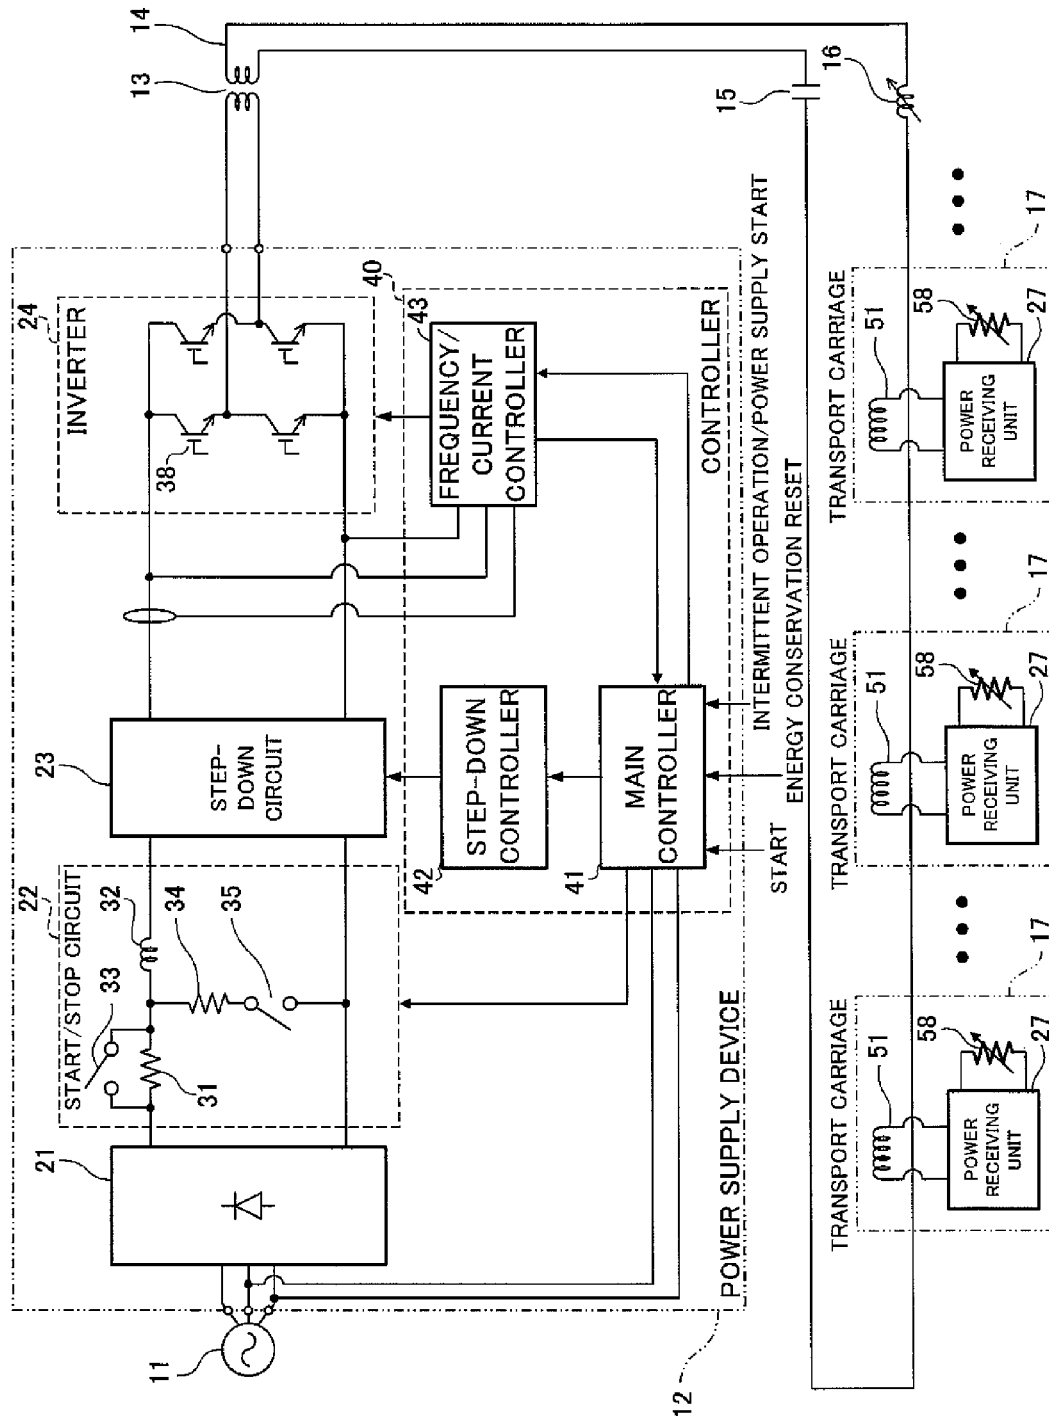 11
12
POWER SUPPLY DEVICE
21
START/STOP CIRCUIT
22
33
31
32
34
35
23
STEP-
DOWN
CIRCUIT
INVERTER
24
38
13
14
CONTROLLER
40
FREQUENCY/
CURRENT
CONTROLLER
43
STEP-DOWN
CONTROLLER
42
MAIN
CONTROLLER
41
START
ENERGY CONSERVATION RESET
INTERMITTENT OPERATION/POWER SUPPLY START
15
16
TRANSPORT CARRIAGE
17
51
58
POWER
RECEIVING
UNIT
27
TRANSPORT CARRIAGE
17
51
58
POWER
RECEIVING
UNIT
27
TRANSPORT CARRIAGE
17
51
58
POWER
RECEIVING
UNIT
27